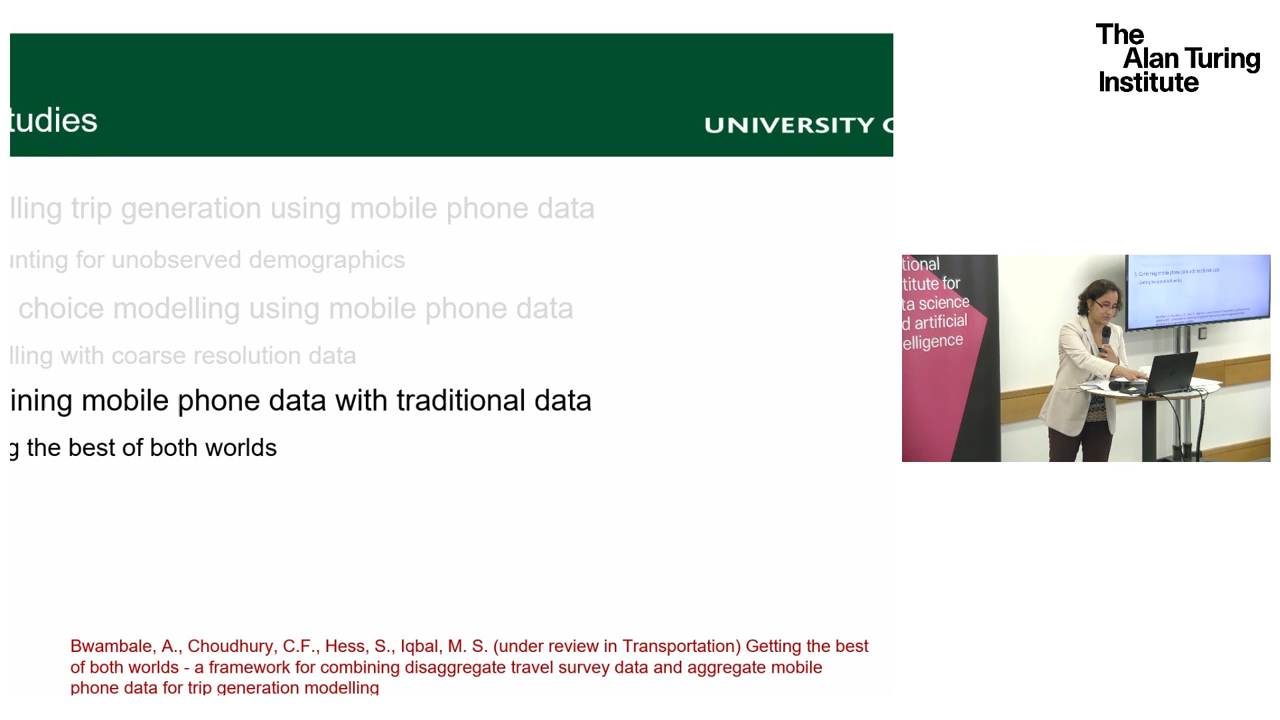 The
Alan Turing
Institute
tudies
UNIVERSITY
lling trip generation using mobile phone data
unting for unobserved demographics
choice modelling using mobile phone data
lling with coarse resolution data
ining mobile phone data with traditional data
g the best of both worlds
Bwambale, A., Choudhury, C.F., Hess, S., Iqbal, M. S. (under review in Transportation) Getting the best
of both worlds - a framework for combining disaggregate travel survey data and aggregate mobile
phone data for trip generation modelling
tional
titute for
ta science
d artificial
elligence